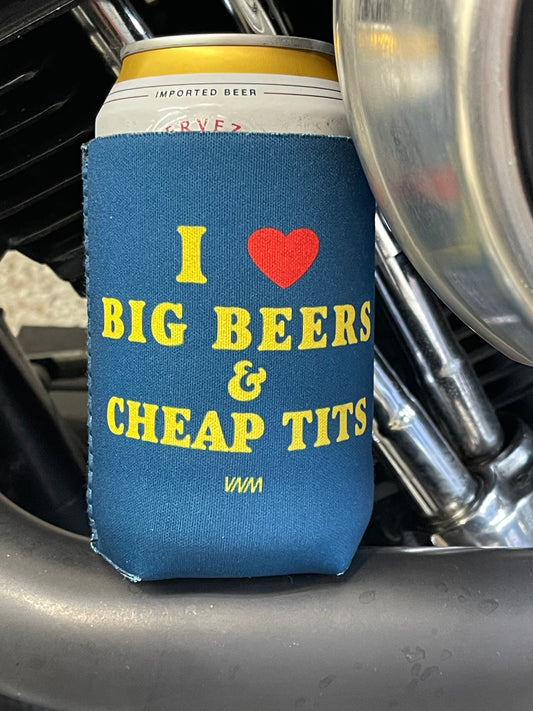 IMPORTED BEER
I ❤
BIG BEERS
&
CHEAP TITS
VNM